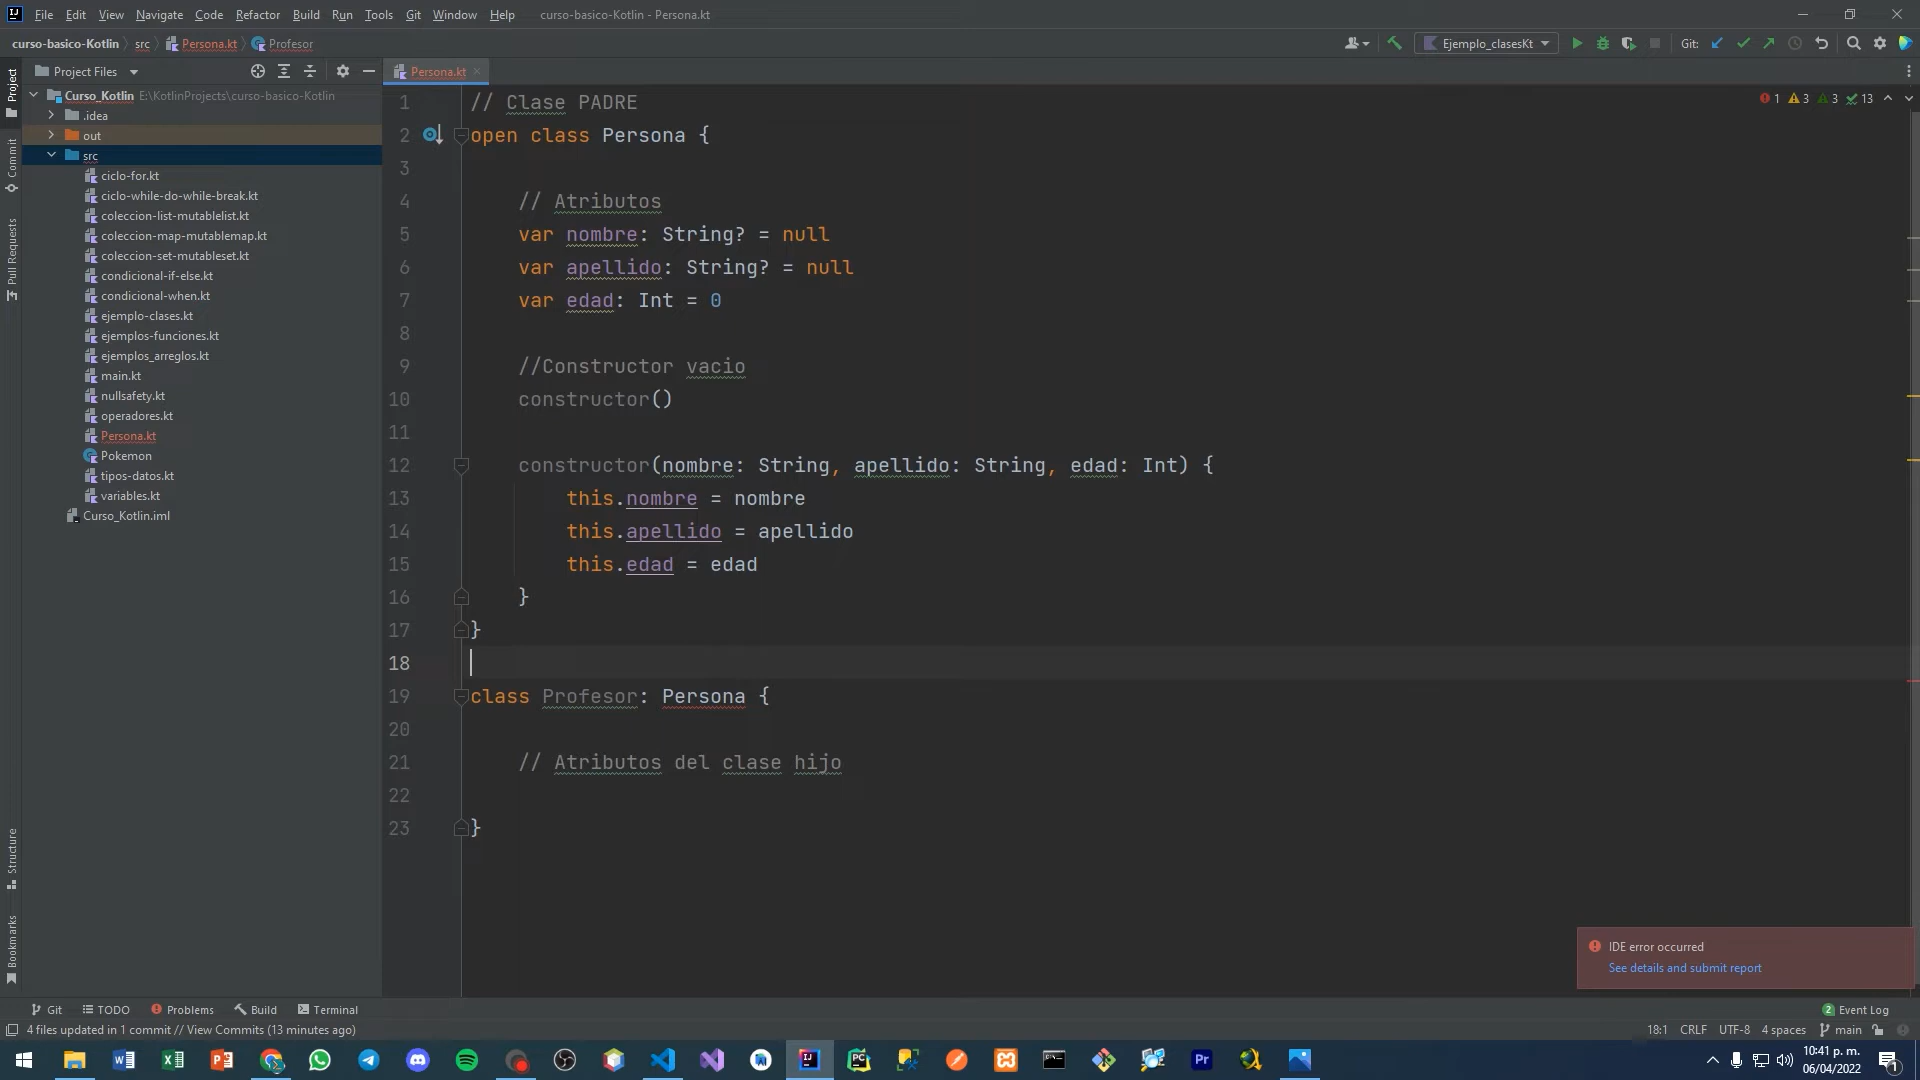 File Edit View Navigate Code Refactor Build Run Tools Git Window Help curso-basico-Kotlin - Persona.kt
curso-basico-Kotlin src Persona.kt Profesor Ejemplo_clasesKt Git:
Project Files Persona.kt
Project
Commit
Pull Requests
Structure
Bookmarks
Curso_Kotlin E:\KotlinProjects\curso-basico-Kotlin
.idea
out
src
ciclo-for.kt
ciclo-while-do-while-break.kt
coleccion-list-mutablelist.kt
coleccion-map-mutablemap.kt
coleccion-set-mutableset.kt
condicional-if-else.kt
condicional-when.kt
ejemplo-clases.kt
ejemplos-funciones.kt
ejemplos_arreglos.kt
main.kt
nullsafety.kt
operadores.kt
Persona.kt
Pokemon
tipos-datos.kt
variables.kt
Curso_Kotlin.iml
1 3 3 13
1 // Clase PADRE
2 open class Persona {
3
4 // Atributos
5 var nombre: String? = null
6 var apellido: String? = null
7 var edad: Int = 0
8
9 //Constructor vacio
10 constructor()
11
12 constructor(nombre: String, apellido: String, edad: Int) {
13 this.nombre = nombre
14 this.apellido = apellido
15 this.edad = edad
16 }
17 }
18
19 class Profesor: Persona {
20
21 // Atributos del clase hijo
22
23 }
IDE error occurred
See details and submit report
Git TODO Problems Build Terminal 2 Event Log
4 files updated in 1 commit // View Commits (13 minutes ago) 18:1 CRLF UTF-8 4 spaces main
10:41 p. m.
06/04/2022
1